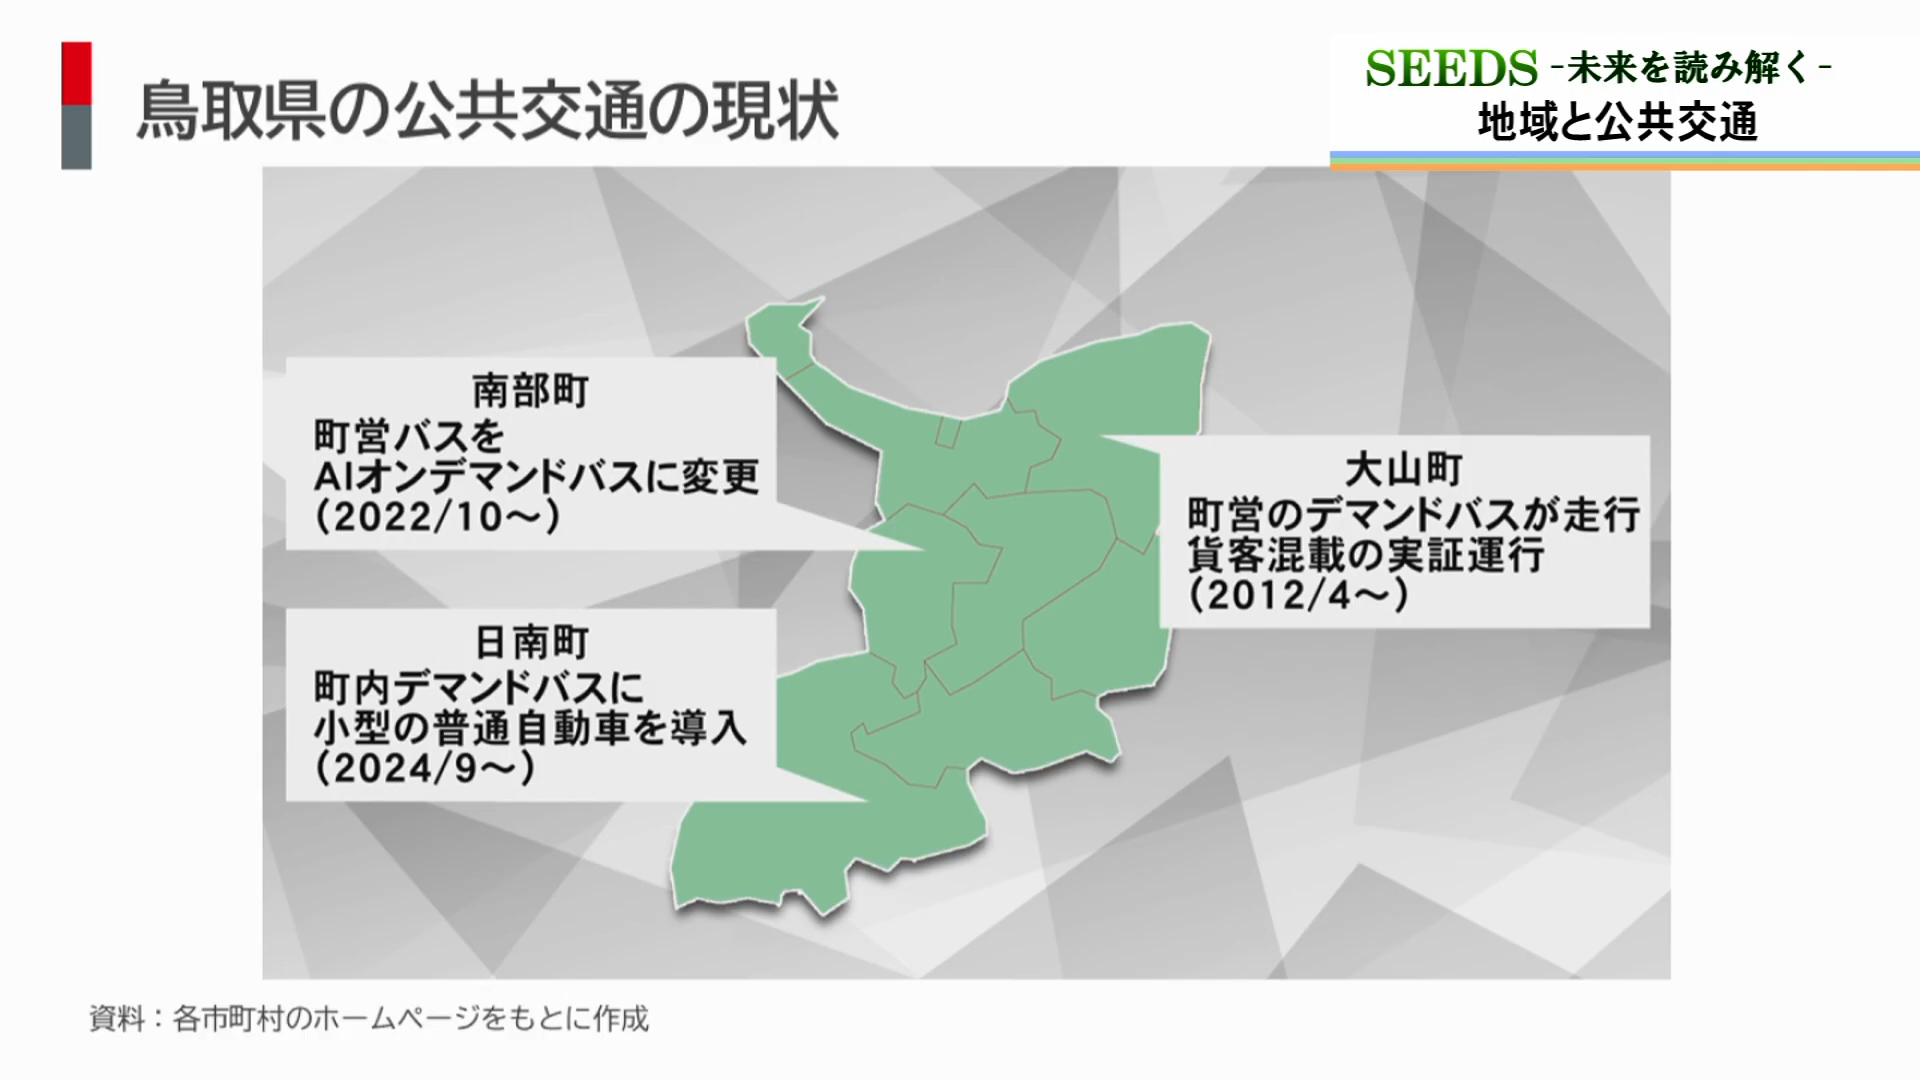 鳥取県の公共交通の現状
SEEDS -未来を読み解く-
地域と公共交通
南部町
町営バスを
AIオンデマンドバスに変更
(2022/10～)
大山町
町営のデマンドバスが走行
貨客混載の実証運行
(2012/4～)
日南町
町内デマンドバスに
小型の普通自動車を導入
(2024/9～)
資料：各市町村のホームページをもとに作成